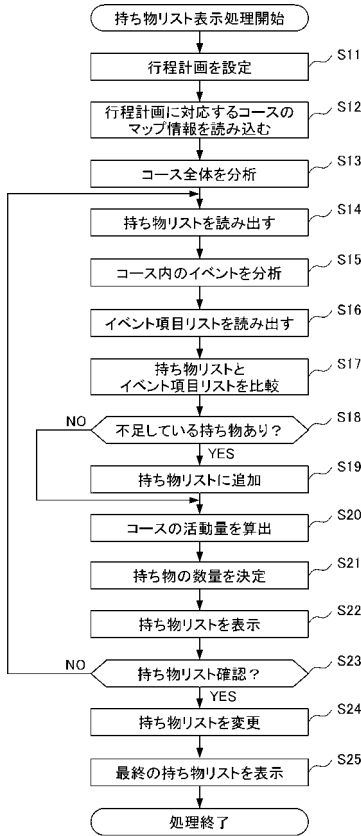 持ち物リスト表示処理開始
S11
行程計画を設定
S12
行程計画に対応するコースの
マップ情報を読み込む
S13
コース全体を分析
S14
持ち物リストを読み出す
S15
コース内のイベントを分析
S16
イベント項目リストを読み出す
S17
持ち物リストと
イベント項目リストを比較
S18
NO
不足している持ち物あり?
YES
S19
持ち物リストに追加
S20
コースの活動量を算出
S21
持ち物の数量を決定
S22
持ち物リストを表示
S23
NO
持ち物リスト確認?
YES
S24
持ち物リストを変更
S25
最終の持ち物リストを表示
処理終了